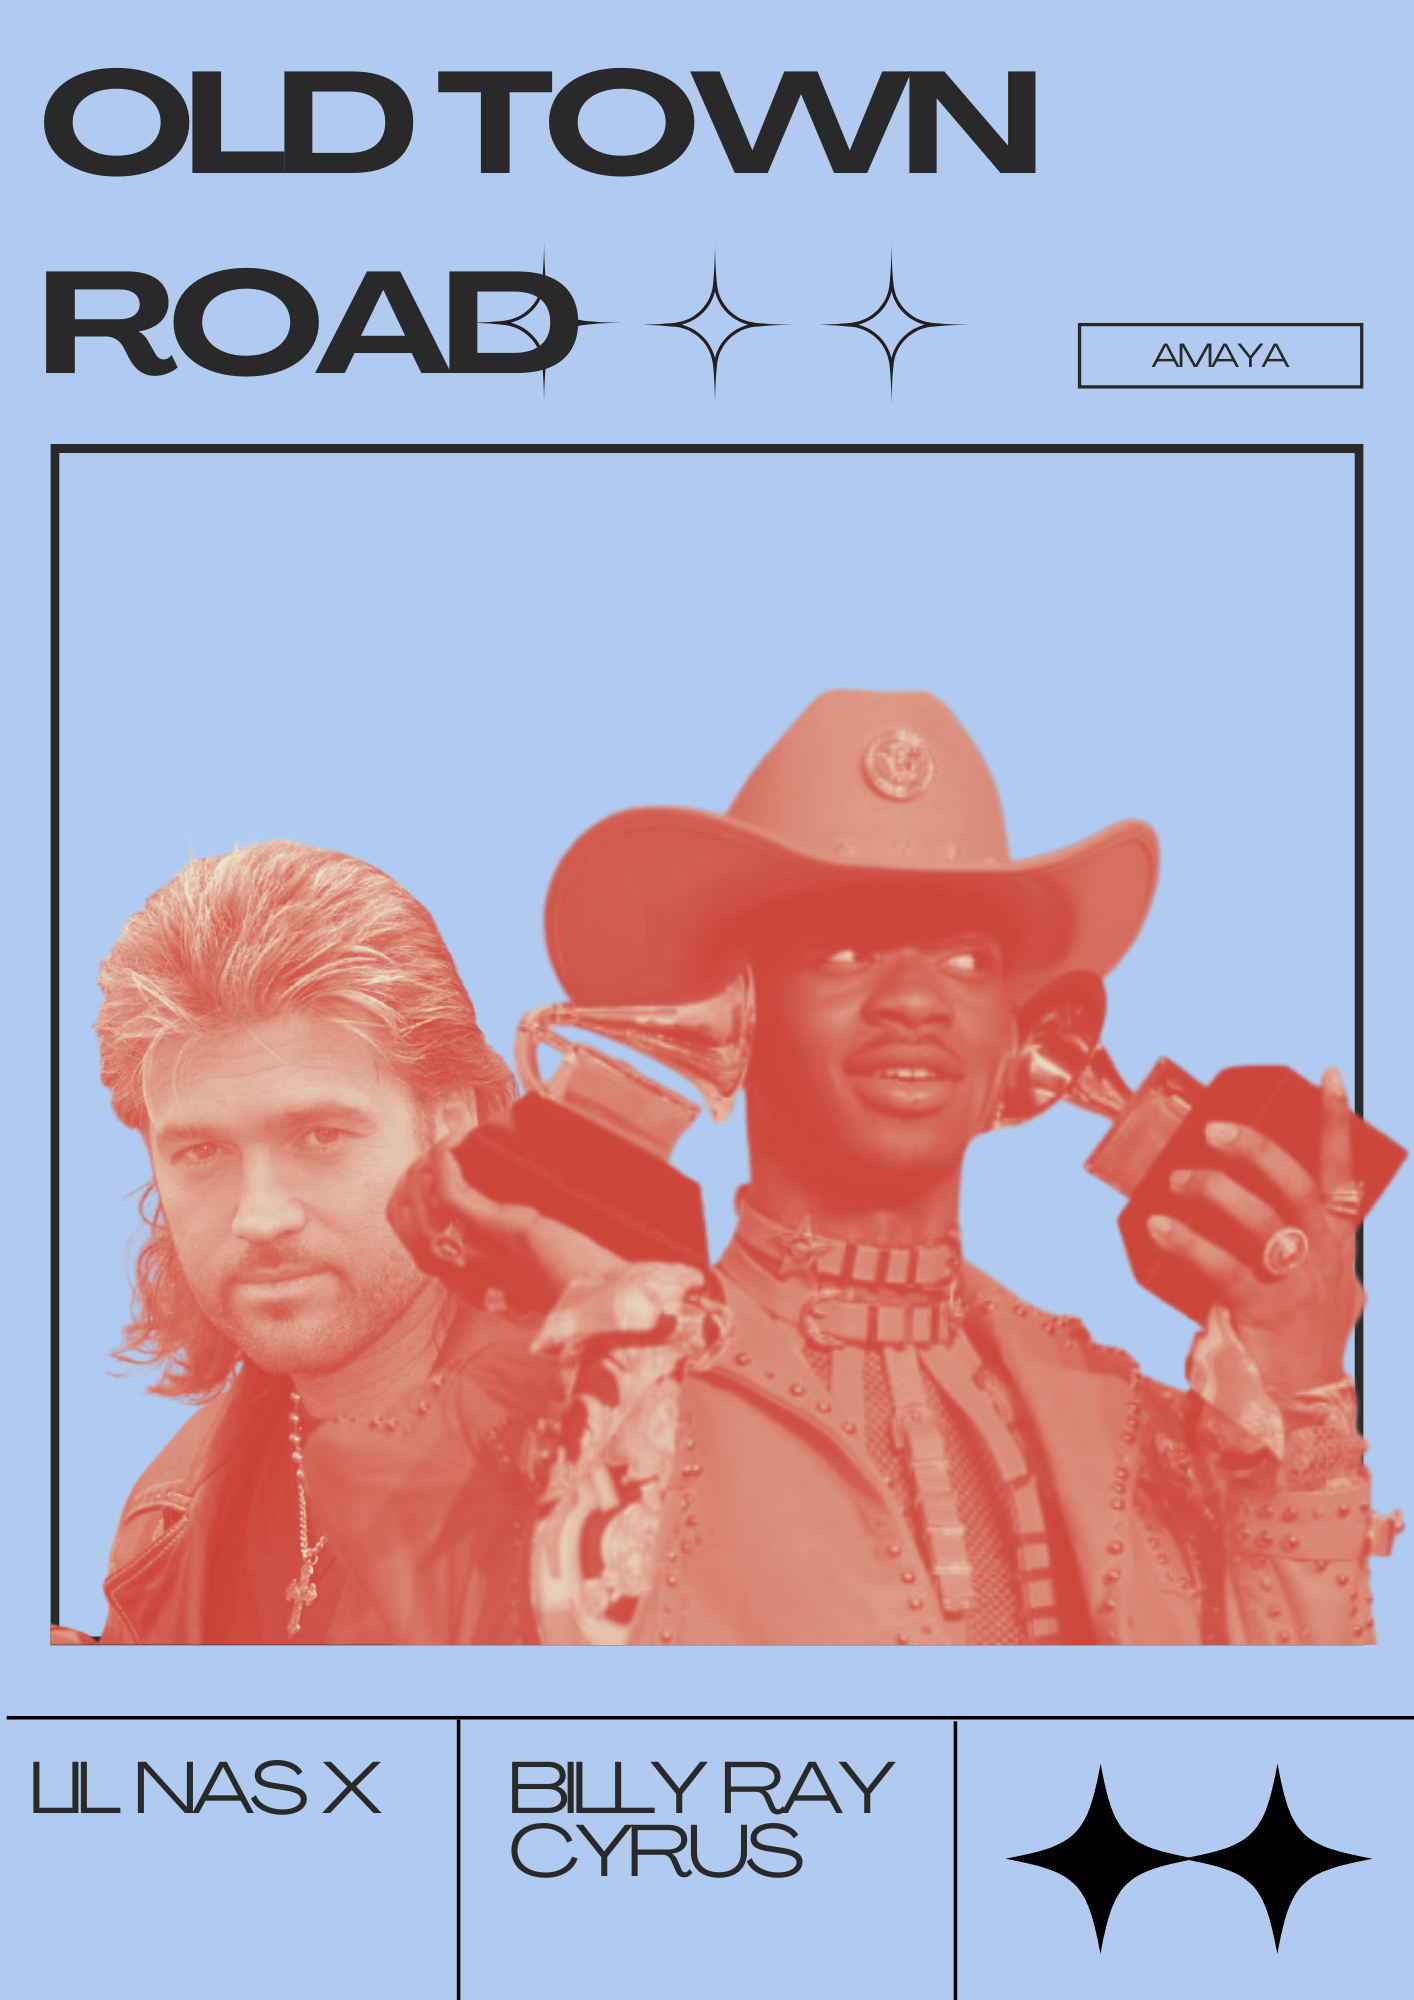 OLD TOWN
ROAD
AMAYA
LIL NAS X
BILLY RAY
CYRUS